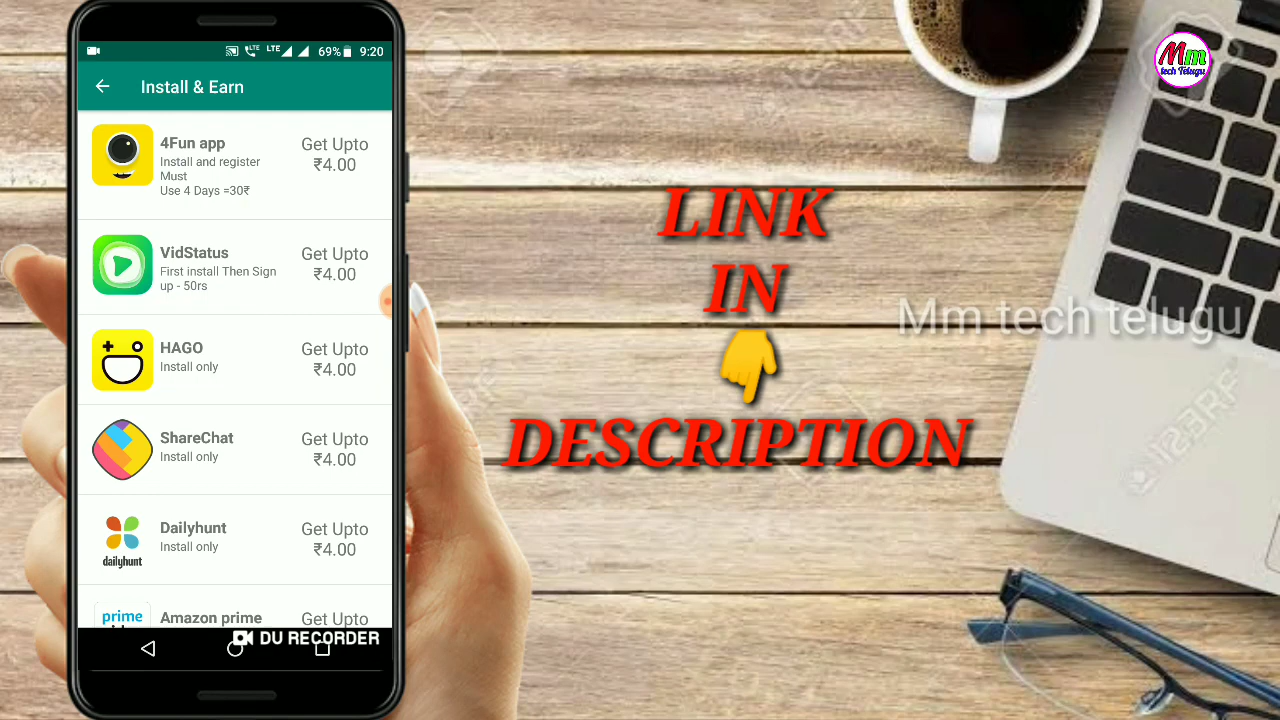 LTE LTE 69% 9:20
Install & Earn
4Fun app
Install and register
Must
Use 4 Days =30₹
Get Upto
₹4.00
VidStatus
First install Then Sign
up - 50rs
Get Upto
₹4.00
HAGO
Install only
Get Upto
₹4.00
ShareChat
Install only
Get Upto
₹4.00
dailyhunt
Dailyhunt
Install only
Get Upto
₹4.00
prime
Amazon prime
Get Upto
DU RECORDER
LINK
IN
DESCRIPTION
Mm
tech Telugu
Mm tech telugu
123RF